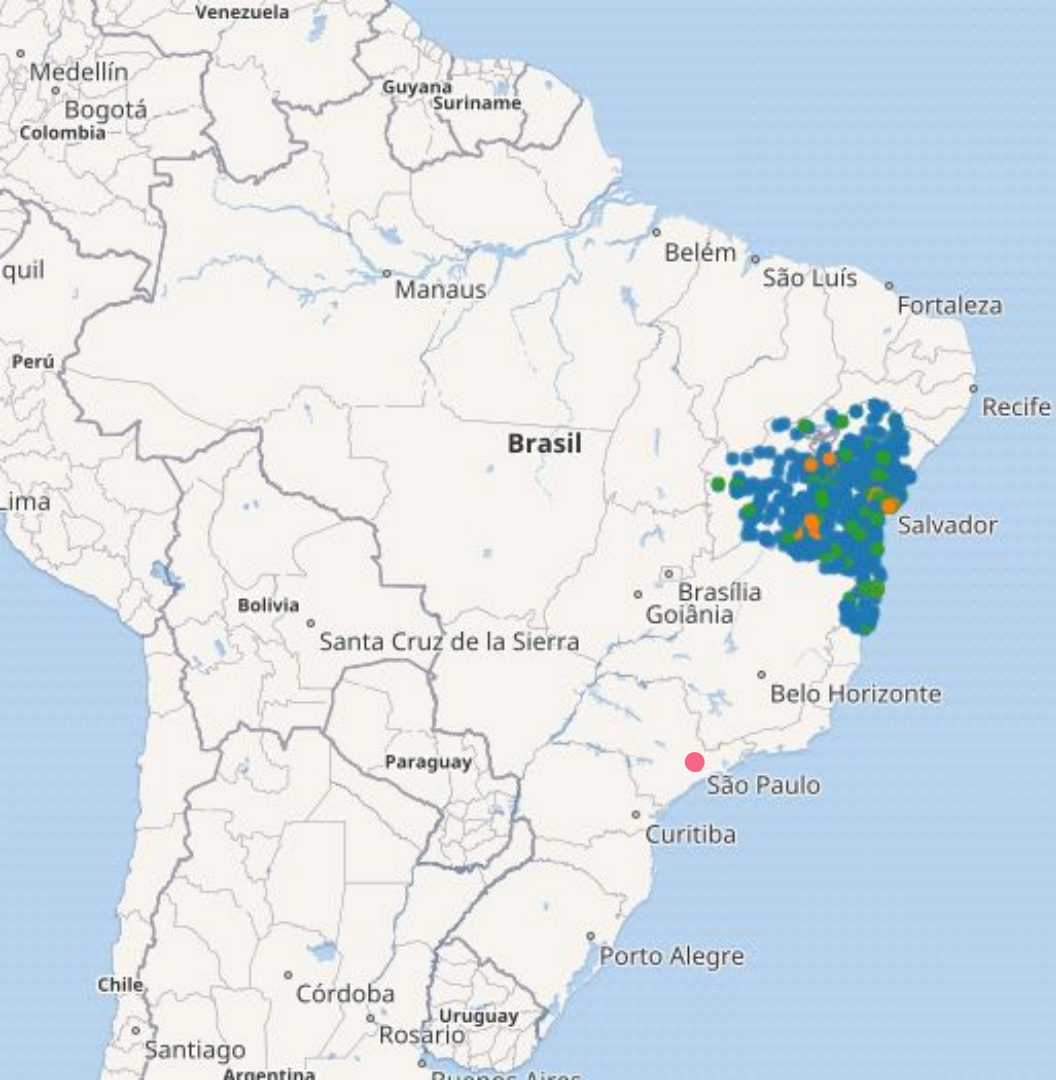 Venezuela
Medellín
Bogotá
Colombia
Guyana
Suriname
quil
Belém
São Luís
Manaus
Fortaleza
Perú
Recife
Brasil
Lima
Salvador
Brasília
Goiânia
Bolivia
Santa Cruz de la Sierra
Belo Horizonte
Paraguay
São Paulo
Curitiba
Porto Alegre
Chile
Córdoba
Uruguay
Rosario
Santiago
Argentina
Buenos Aires